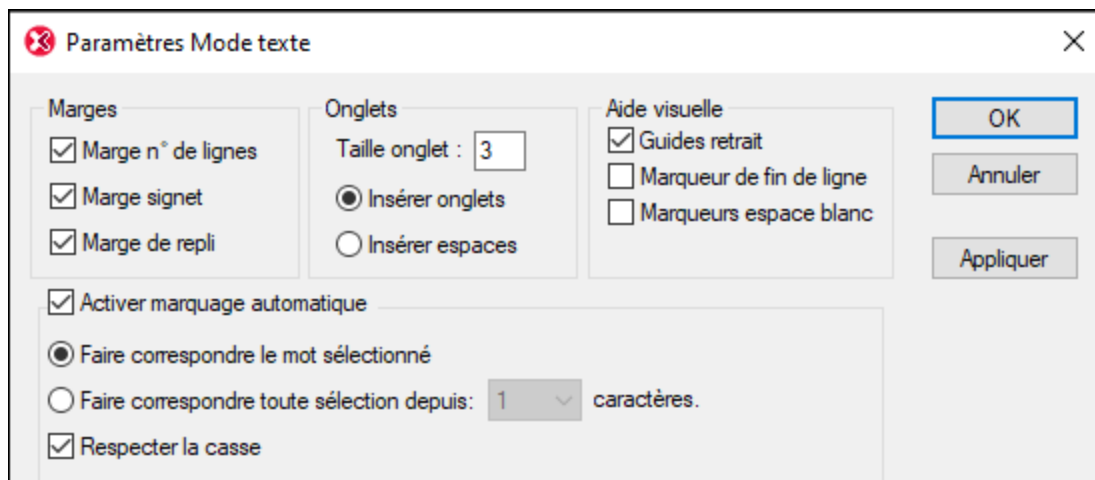 Paramètres Mode texte
Marges
Marge n° de lignes
Marge signet
Marge de repli
Onglets
Taille onglet : 3
Insérer onglets
Insérer espaces
Aide visuelle
Guides retrait
Marqueur de fin de ligne
Marqueurs espace blanc
OK
Annuler
Appliquer
Activer marquage automatique
Faire correspondre le mot sélectionné
Faire correspondre toute sélection depuis: 1 caractères.
Respecter la casse